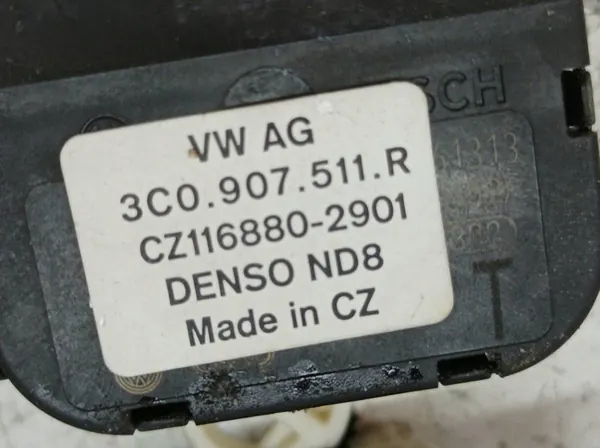 VW AG
3C0.907.511.R
CZ116880-2901
DENSO ND8
Made in CZ
T